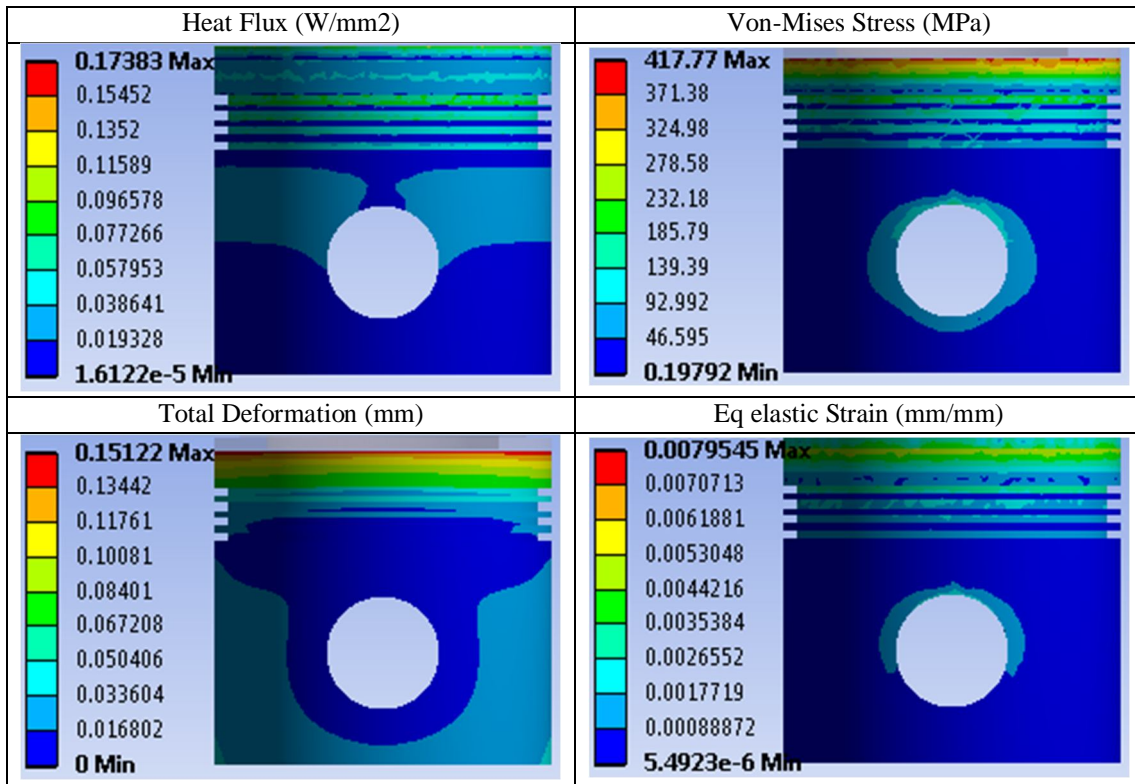 Heat Flux (W/mm2)
Von-Mises Stress (MPa)
0.17383 Max
0.15452
0.1352
0.11589
0.096578
0.077266
0.057953
0.038641
0.019328
1.6122e-5 Min
417.77 Max
371.38
324.98
278.58
232.18
185.79
139.39
92.992
46.595
0.19792 Min
Total Deformation (mm)
Eq elastic Strain (mm/mm)
0.15122 Max
0.13442
0.11761
0.10081
0.08401
0.067208
0.050406
0.033604
0.016802
0 Min
0.0079545 Max
0.0070713
0.0061881
0.0053048
0.0044216
0.0035384
0.0026552
0.0017719
0.00088872
5.4923e-6 Min